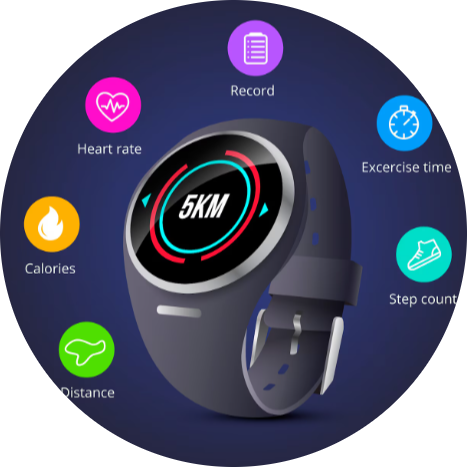 Record
Heart rate
Excercise time
5KM
Calories
Step count
Distance